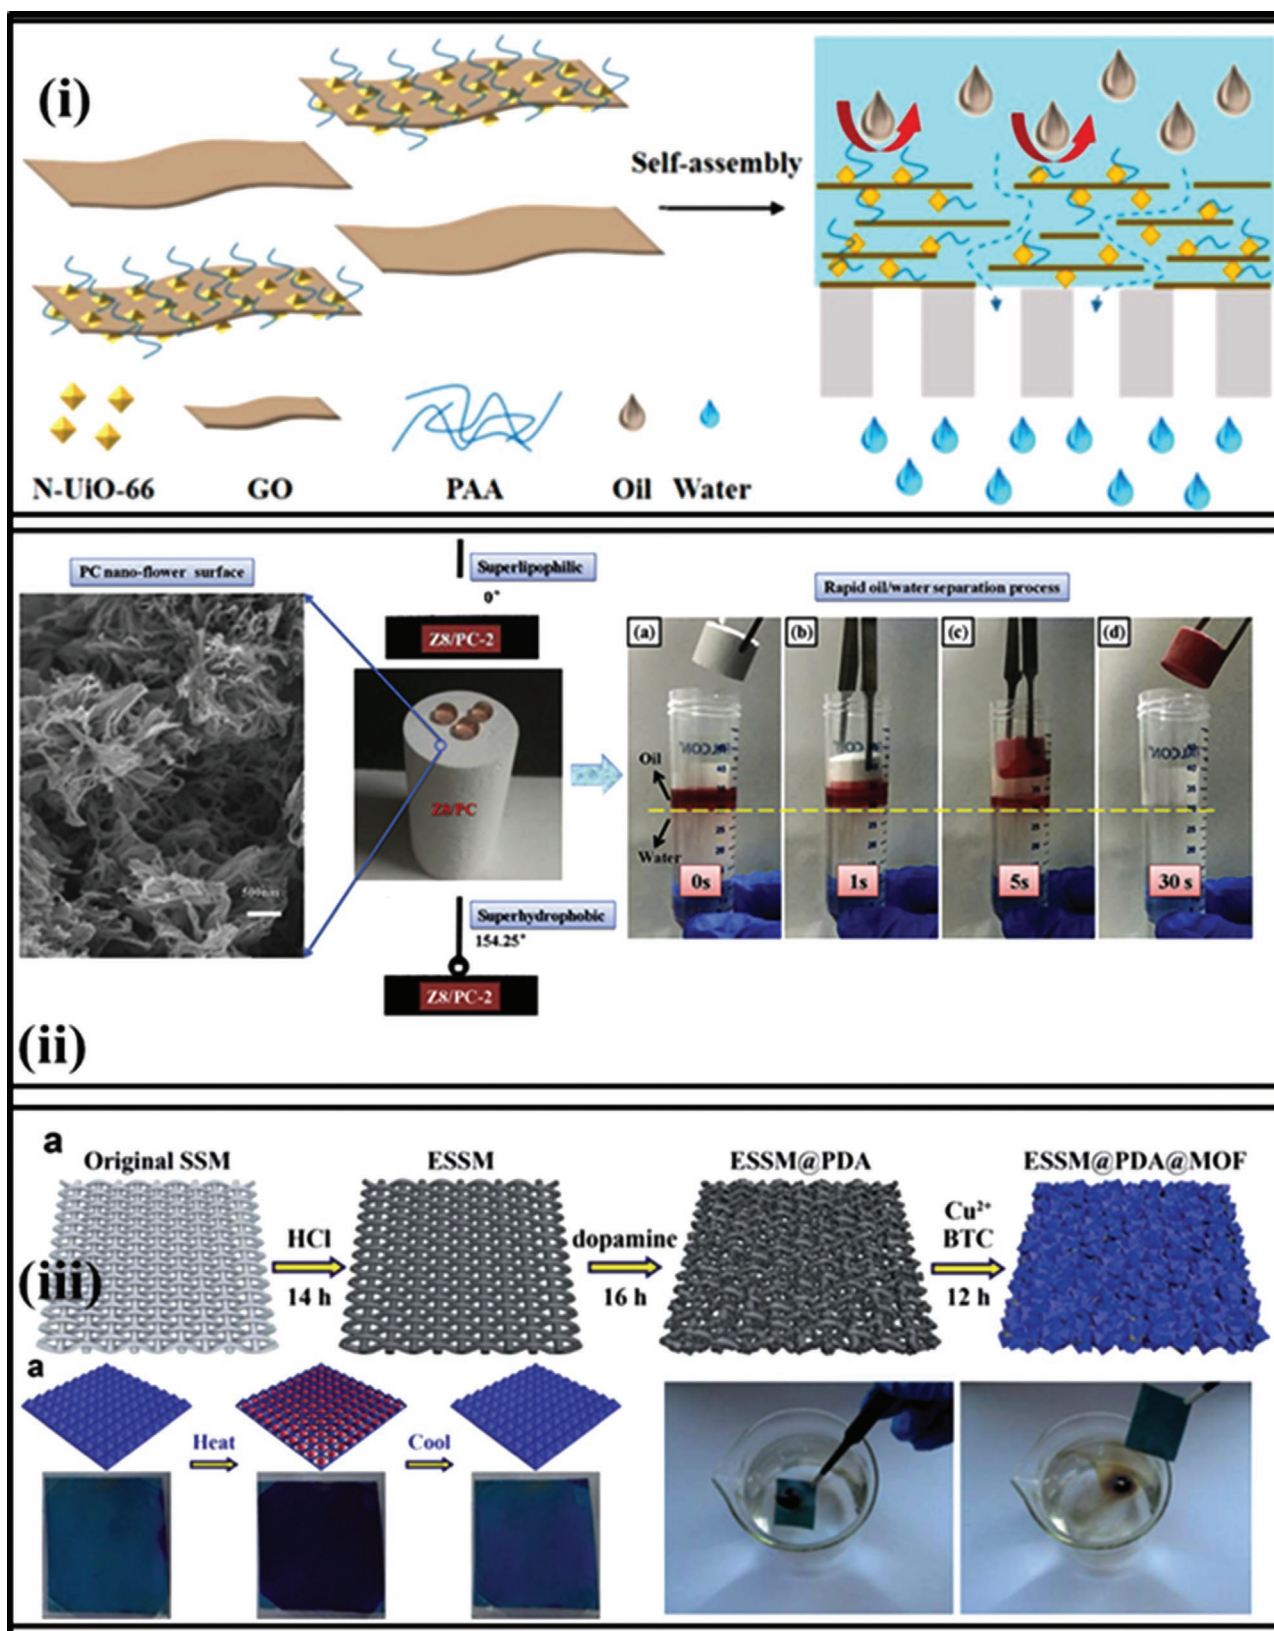 (i)
Self-assembly
N-UiO-66
GO
PAA
Oil
Water
(ii)
PC nano-flower surface
500nm
Superlipophilic
0°
Z8/PC-2
Z8/PC
Superhydrophobic
154.25°
Z8/PC-2
Rapid oil/water separation process
(a)
(b)
(c)
(d)
Oil
Water
0s
1s
5s
30 s
(iii)
a
Original SSM
HCl
14 h
ESSM
dopamine
16 h
ESSM@PDA
Cu²⁺
BTC
12 h
ESSM@PDA@MOF
a
Heat
Cool